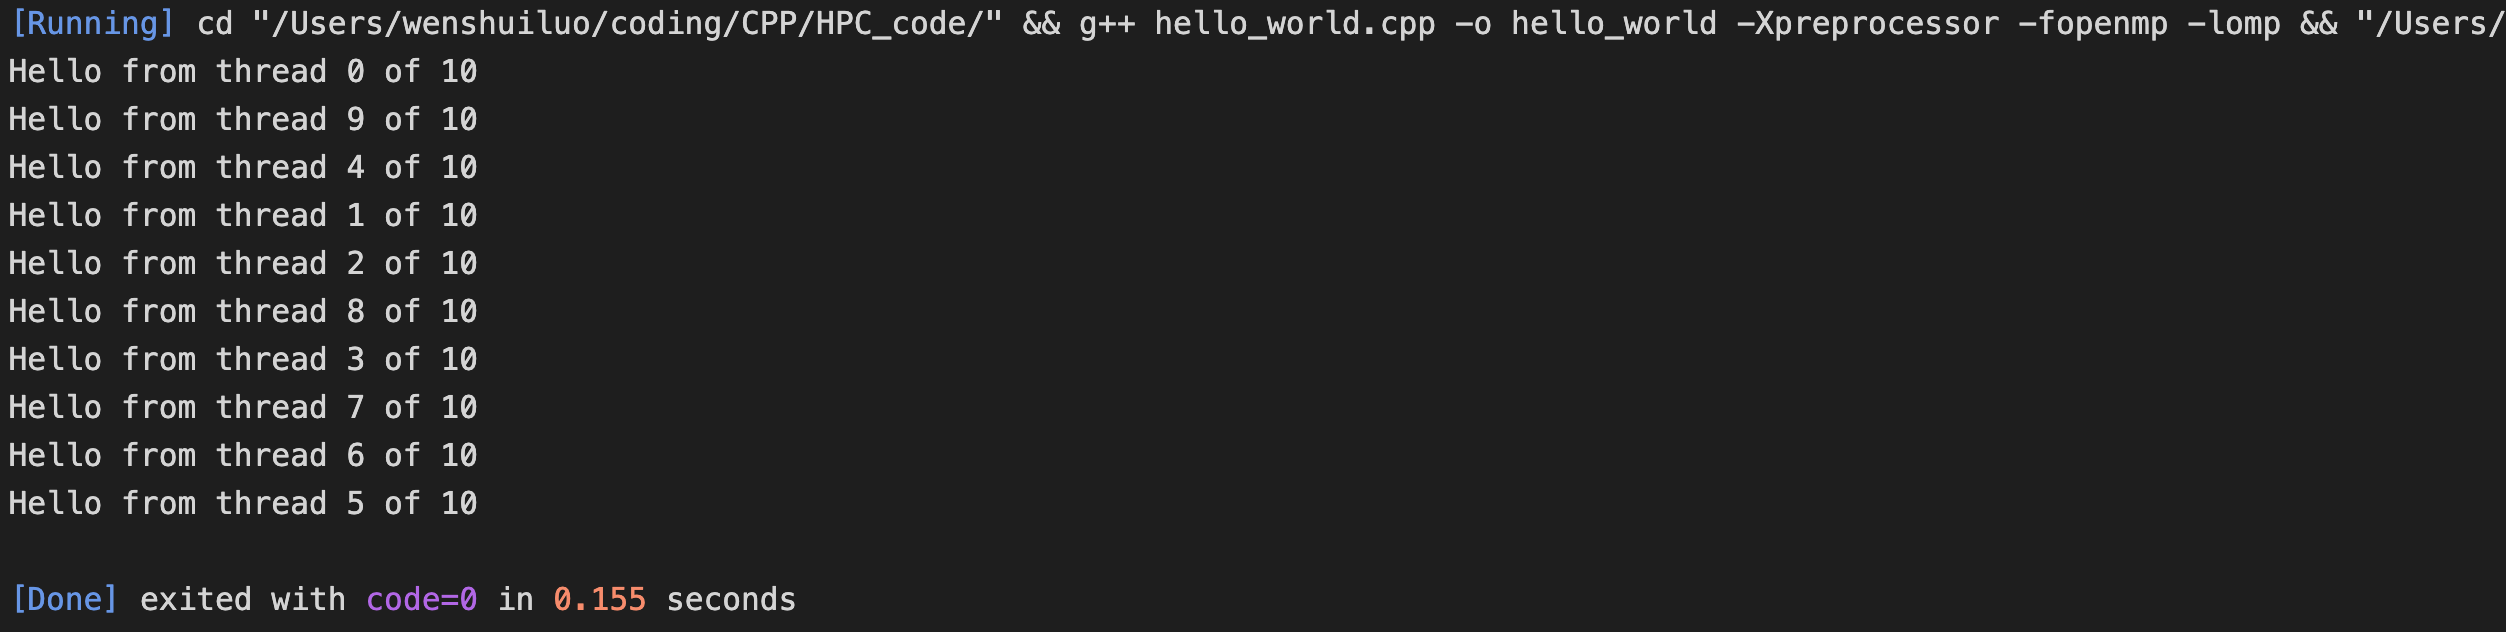 [Running] cd "/Users/wenshuiluo/coding/CPP/HPC_code/" && g++ hello_world.cpp -o hello_world -Xpreprocessor -fopenmp -lomp && "/Users/
Hello from thread 0 of 10
Hello from thread 9 of 10
Hello from thread 4 of 10
Hello from thread 1 of 10
Hello from thread 2 of 10
Hello from thread 8 of 10
Hello from thread 3 of 10
Hello from thread 7 of 10
Hello from thread 6 of 10
Hello from thread 5 of 10
[Done] exited with code=0 in 0.155 seconds